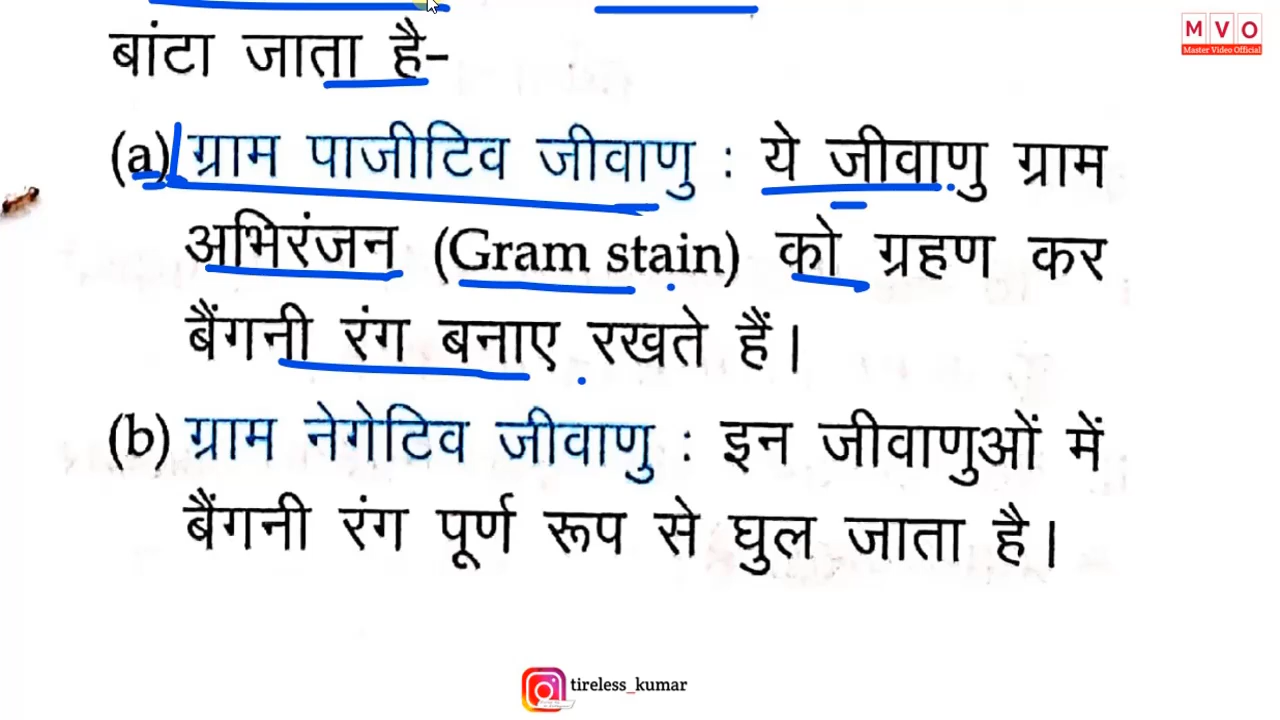 बांटा जाता है-
(a) ग्राम पाजीटिव जीवाणु : ये जीवाणु ग्राम
अभिरंजन (Gram stain) को ग्रहण कर
बैंगनी रंग बनाए रखते हैं।
(b) ग्राम नेगेटिव जीवाणु : इन जीवाणुओं में
बैंगनी रंग पूर्ण रूप से घुल जाता है।
MVO
Master Video Official
tireless_kumar